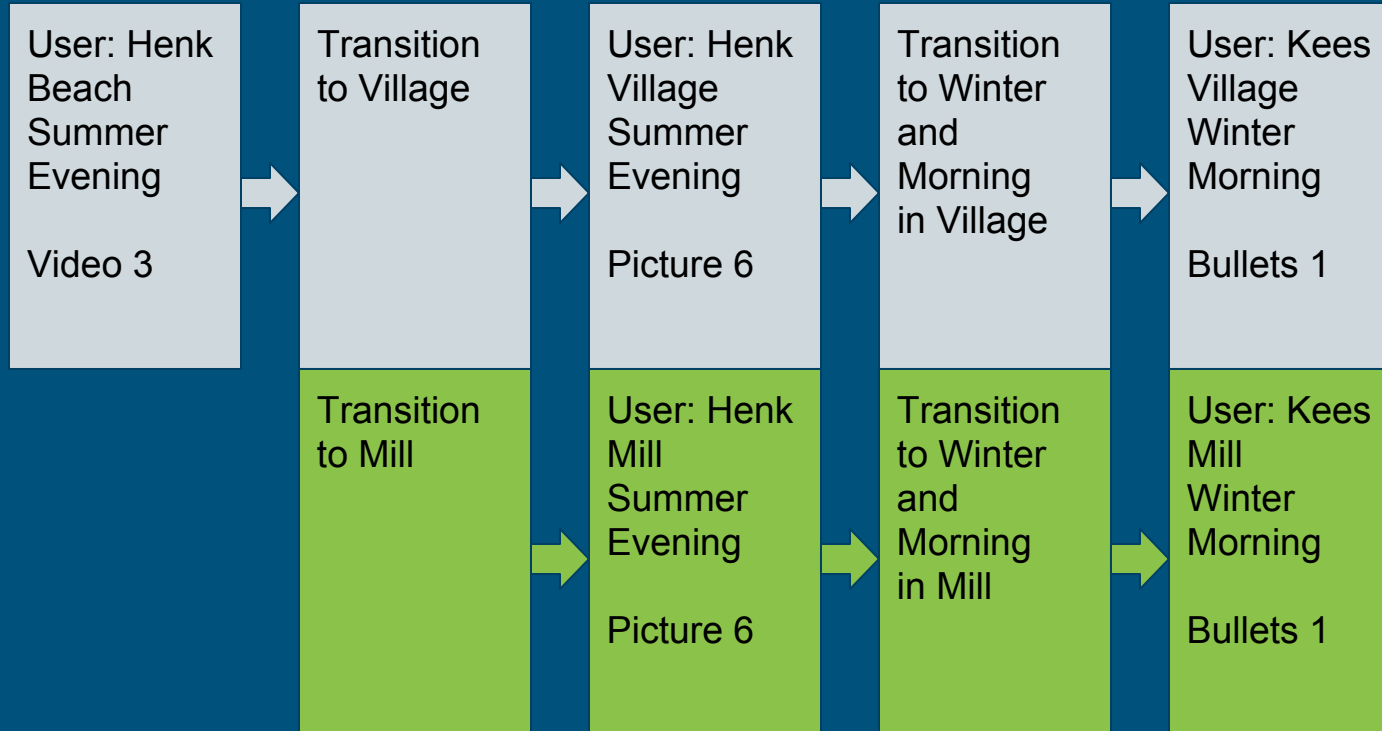 User: Henk
Beach
Summer
Evening
Video 3
Transition
to Village
User: Henk
Village
Summer
Evening
Picture 6
Transition
to Winter
and
Morning
in Village
User: Kees
Village
Winter
Morning
Bullets 1
Transition
to Mill
User: Henk
Mill
Summer
Evening
Picture 6
Transition
to Winter
and
Morning
in Mill
User: Kees
Mill
Winter
Morning
Bullets 1